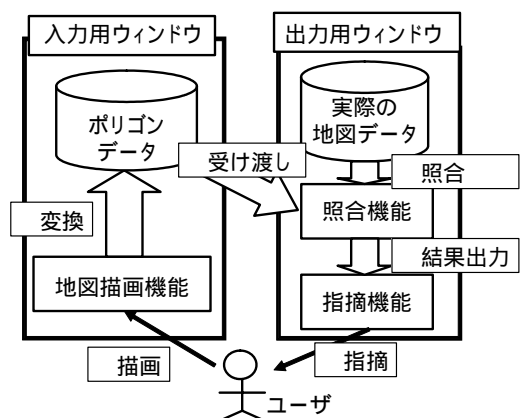 入力用ウィンドウ
出力用ウィンドウ
ポリゴン
データ
実際の
地図データ
受け渡し
照合
変換
照合機能
結果出力
地図描画機能
指摘機能
描画
指摘
ユーザ